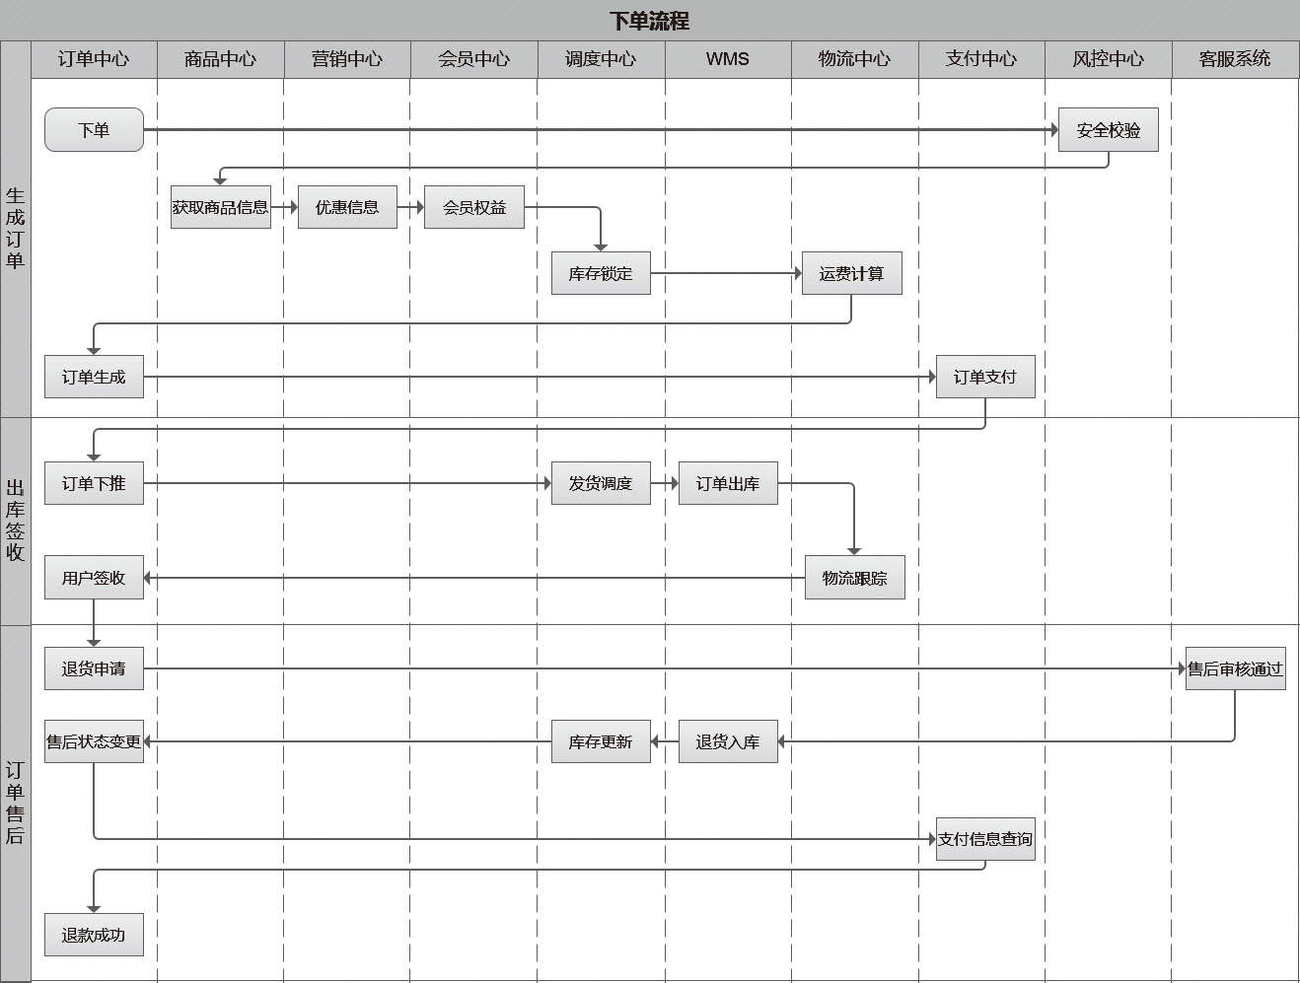 下单流程
订单中心
商品中心
营销中心
会员中心
调度中心
WMS
物流中心
支付中心
风控中心
客服系统
生成订单
下单
安全校验
获取商品信息
优惠信息
会员权益
库存锁定
运费计算
订单生成
订单支付
出库签收
订单下推
发货调度
订单出库
用户签收
物流跟踪
订单售后
退货申请
售后审核通过
售后状态变更
库存更新
退货入库
支付信息查询
退款成功